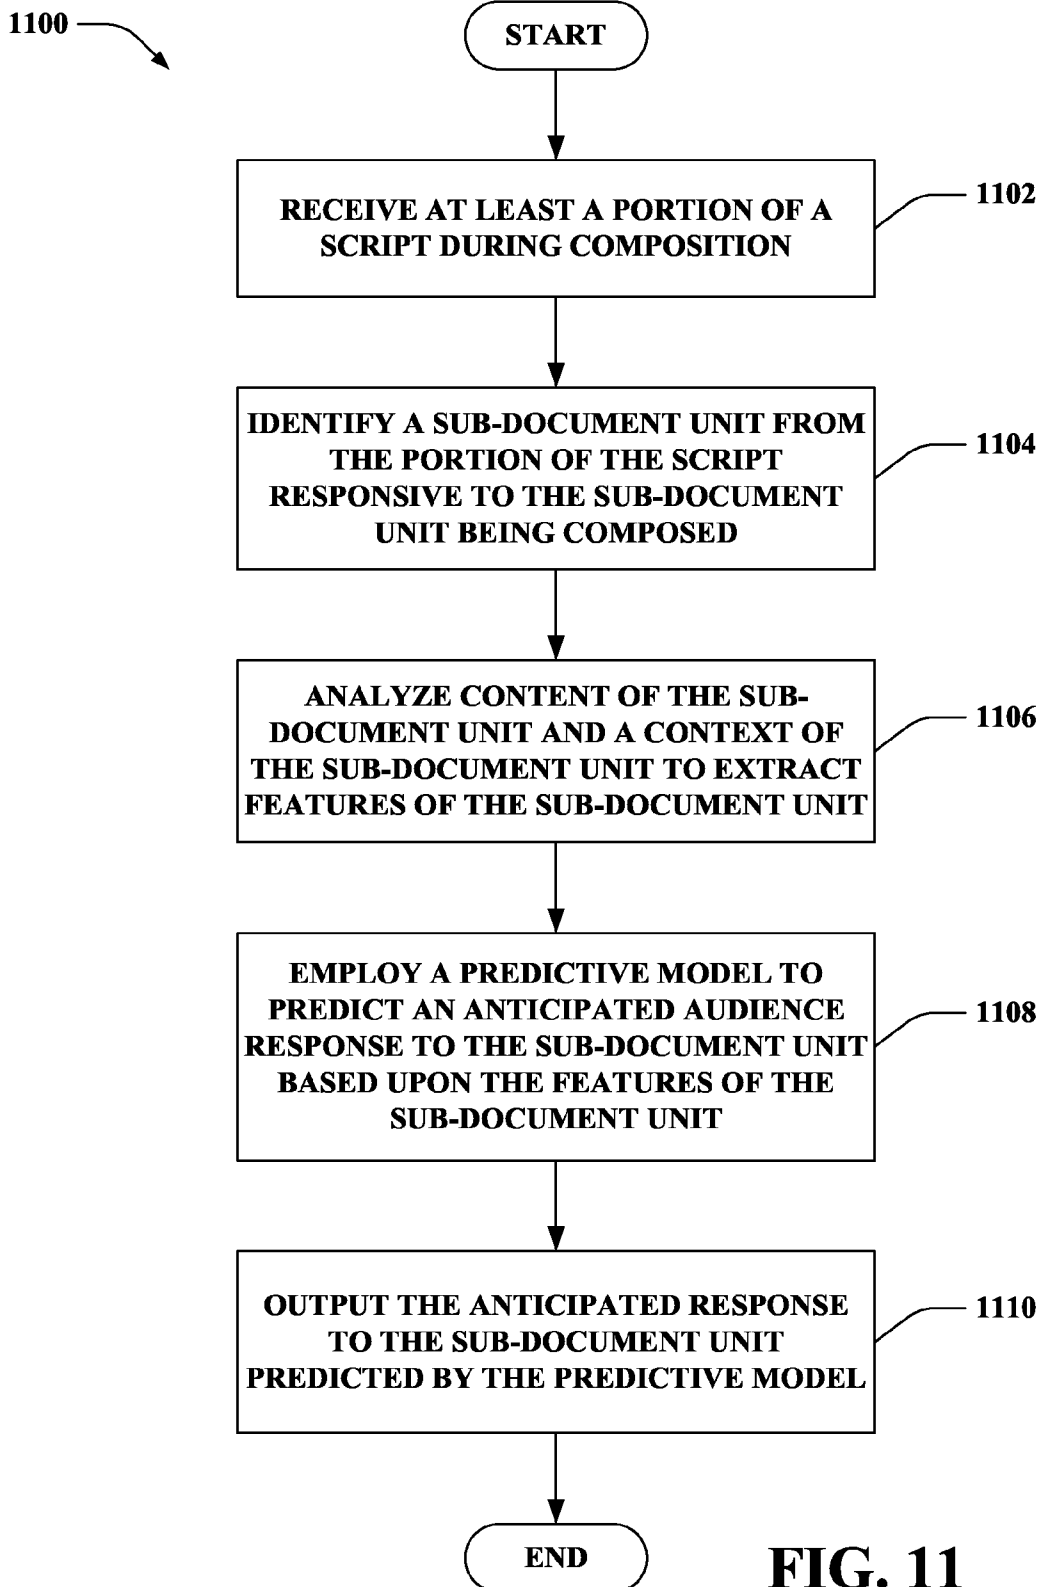 1100
START
RECEIVE AT LEAST A PORTION OF A
SCRIPT DURING COMPOSITION
1102
IDENTIFY A SUB-DOCUMENT UNIT FROM
THE PORTION OF THE SCRIPT
RESPONSIVE TO THE SUB-DOCUMENT
UNIT BEING COMPOSED
1104
ANALYZE CONTENT OF THE SUB-
DOCUMENT UNIT AND A CONTEXT OF
THE SUB-DOCUMENT UNIT TO EXTRACT
FEATURES OF THE SUB-DOCUMENT UNIT
1106
EMPLOY A PREDICTIVE MODEL TO
PREDICT AN ANTICIPATED AUDIENCE
RESPONSE TO THE SUB-DOCUMENT UNIT
BASED UPON THE FEATURES OF THE
SUB-DOCUMENT UNIT
1108
OUTPUT THE ANTICIPATED RESPONSE
TO THE SUB-DOCUMENT UNIT
PREDICTED BY THE PREDICTIVE MODEL
1110
END
FIG. 11